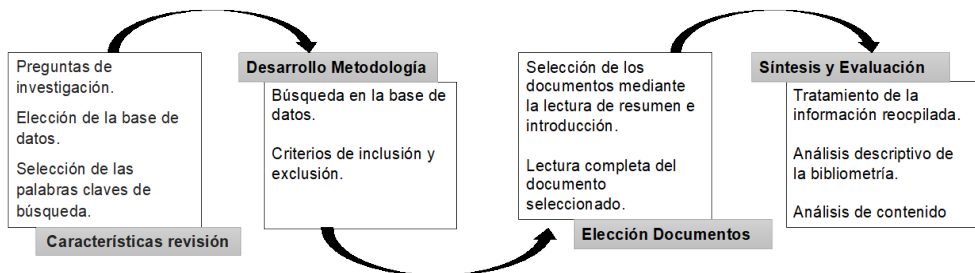 Preguntas de
investigación.
Elección de la base de
datos.
Selección de las
palabras claves de
búsqueda.
Características revisión
Desarrollo Metodología
Búsqueda en la base de
datos.
Criterios de inclusión y
exclusión.
Selección de los
documentos mediante
la lectura de resumen e
introducción.
Lectura completa del
documento
seleccionado.
Elección Documentos
Síntesis y Evaluación
Tratamiento de la
información reocpilada.
Análisis descriptivo de
la bibliometría.
Análisis de contenido